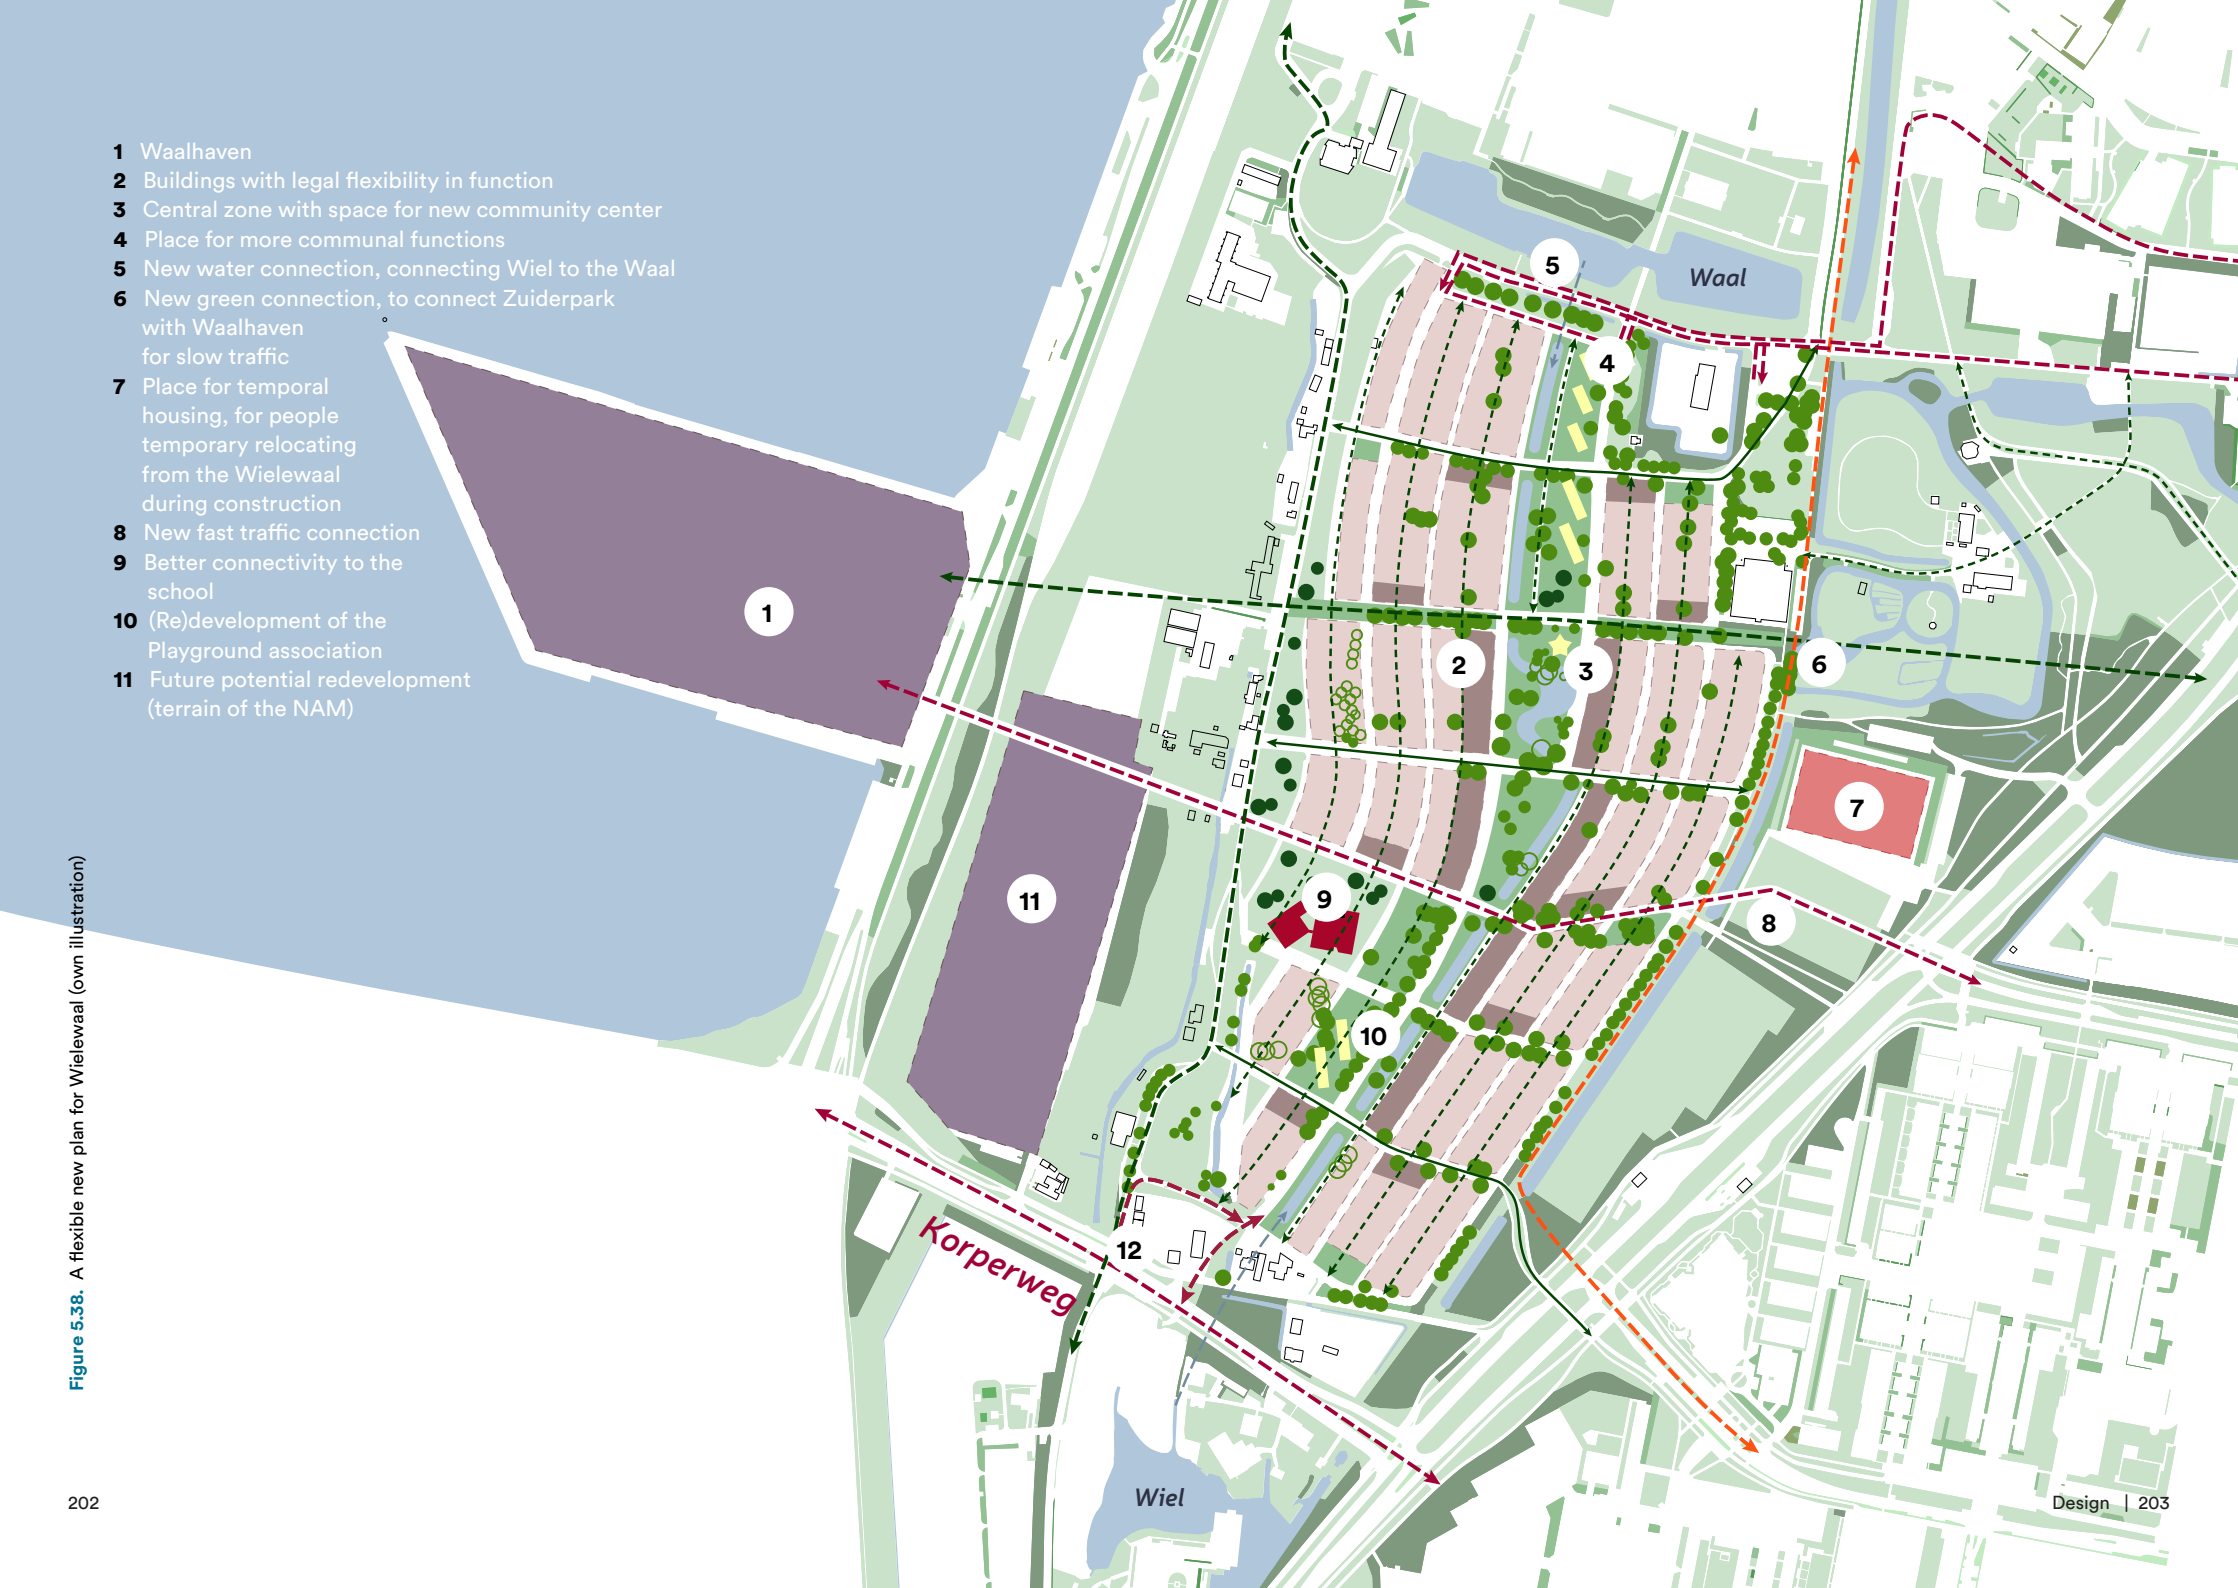 1 Waalhaven
2 Buildings with legal flexibility in function
3 Central zone with space for new community center
4 Place for more communal functions
5 New water connection, connecting Wiel to the Waal
6 New green connection, to connect Zuiderpark
with Waalhaven
for slow traffic
7 Place for temporal
housing, for people
temporary relocating
from the Wielewaal
during construction
8 New fast traffic connection
9 Better connectivity to the
school
10 (Re)development of the
Playground association
11 Future potential redevelopment
(terrain of the NAM)
5
Waal
4
1
2
3
6
7
11
9
8
10
12
Korperweg
Wiel
Figure 5.38. A flexible new plan for Wielewaal (own illustration)
202
Design | 203